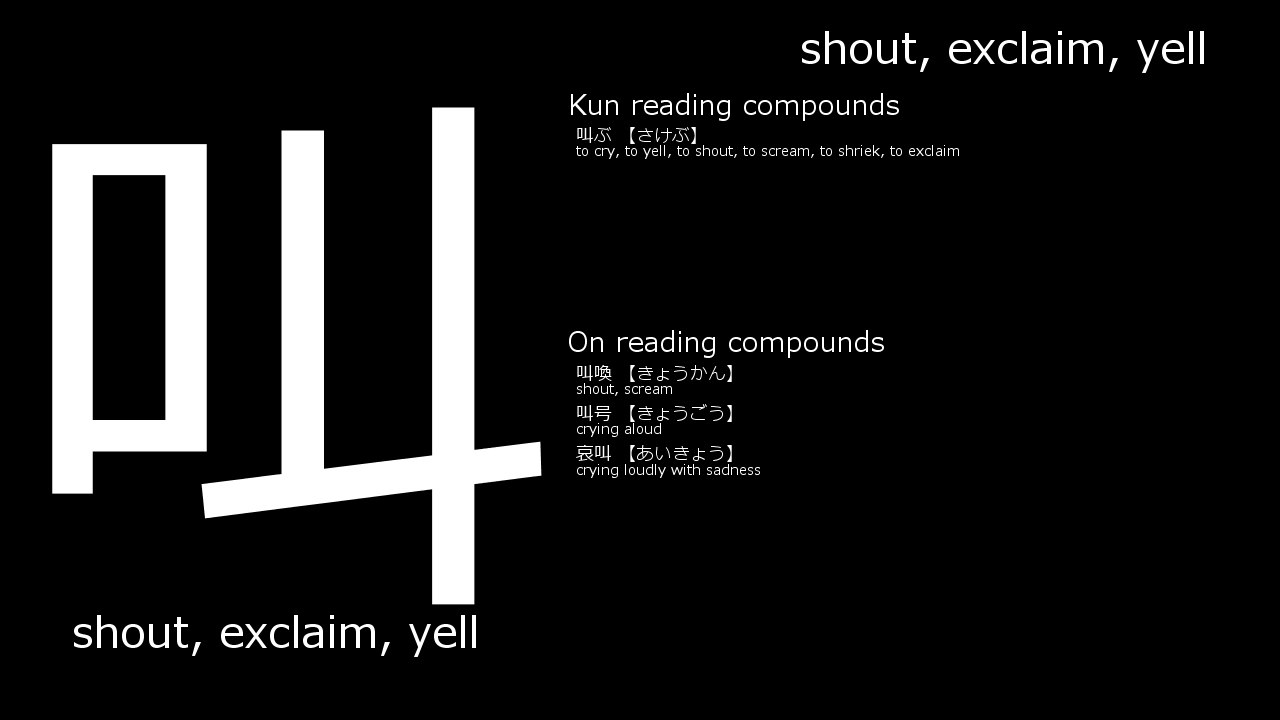 shout, exclaim, yell
叫
Kun reading compounds
叫ぶ 【さけぶ】
to cry, to yell, to shout, to scream, to shriek, to exclaim
On reading compounds
叫喚 【きょうかん】
shout, scream
叫号 【きょうごう】
crying aloud
哀叫 【あいきょう】
crying loudly with sadness
shout, exclaim, yell